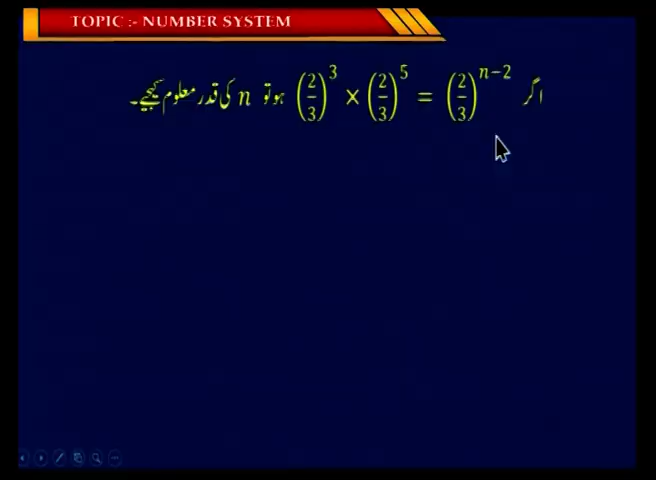 TOPIC :- NUMBER SYSTEM
اگر (2/3)^3 × (2/3)^5 = (2/3)^(n−2) ہو تو n کی قدر معلوم کیجیے۔